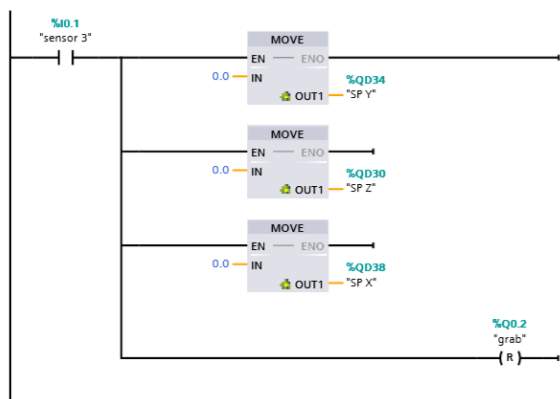 %I0.1
"sensor 3"
MOVE
EN ENO
0.0 IN
%QD34
OUT1 "SP Y"
MOVE
EN ENO
0.0 IN
%QD30
OUT1 "SP Z"
MOVE
EN ENO
0.0 IN
%QD38
OUT1 "SP X"
%Q0.2
"grab"
R